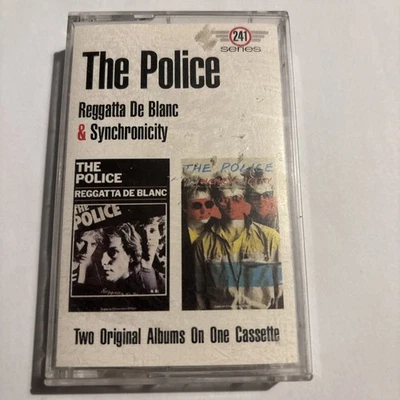 241
series
The Police
Reggatta De Blanc
& Synchronicity
THE
POLICE
REGGATTA DE BLANC
THE
POLICE
THE POLICE
Two Original Albums On One Cassette